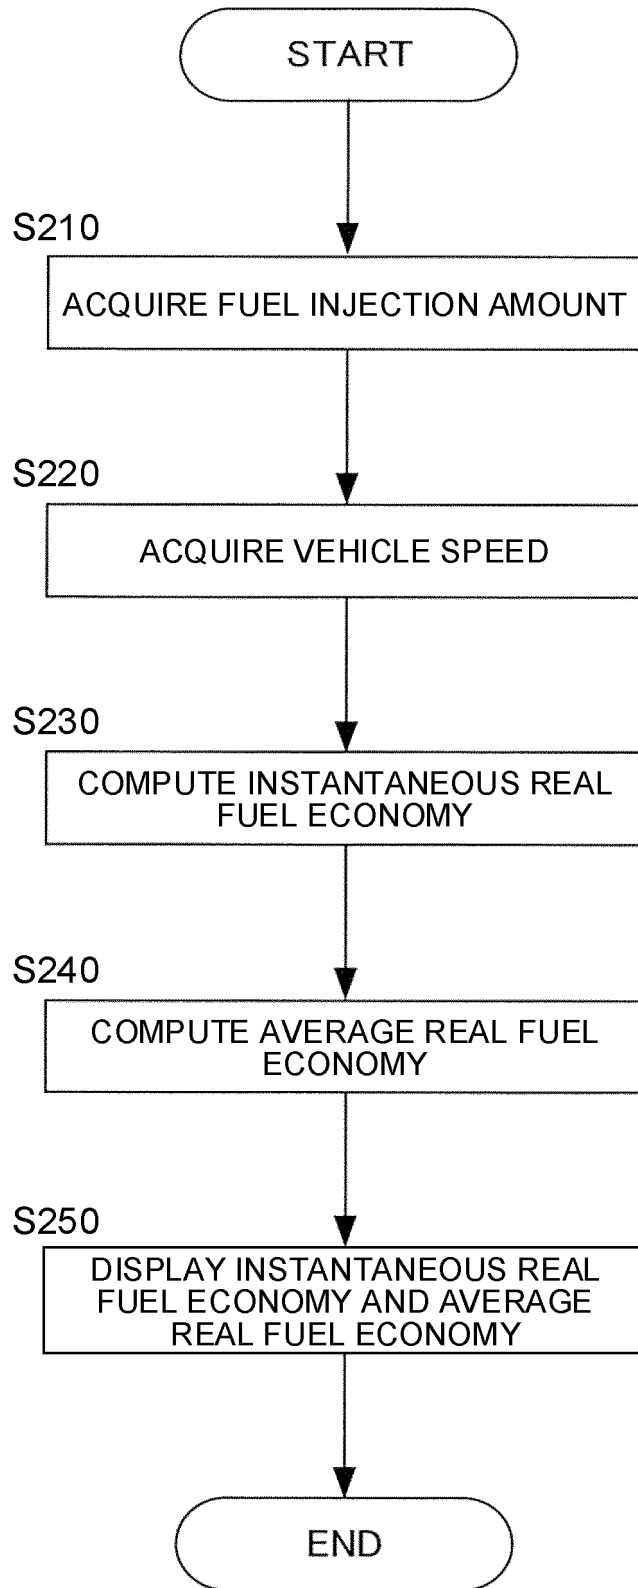 START
S210
ACQUIRE FUEL INJECTION AMOUNT
S220
ACQUIRE VEHICLE SPEED
S230
COMPUTE INSTANTANEOUS REAL
FUEL ECONOMY
S240
COMPUTE AVERAGE REAL FUEL
ECONOMY
S250
DISPLAY INSTANTANEOUS REAL
FUEL ECONOMY AND AVERAGE
REAL FUEL ECONOMY
END